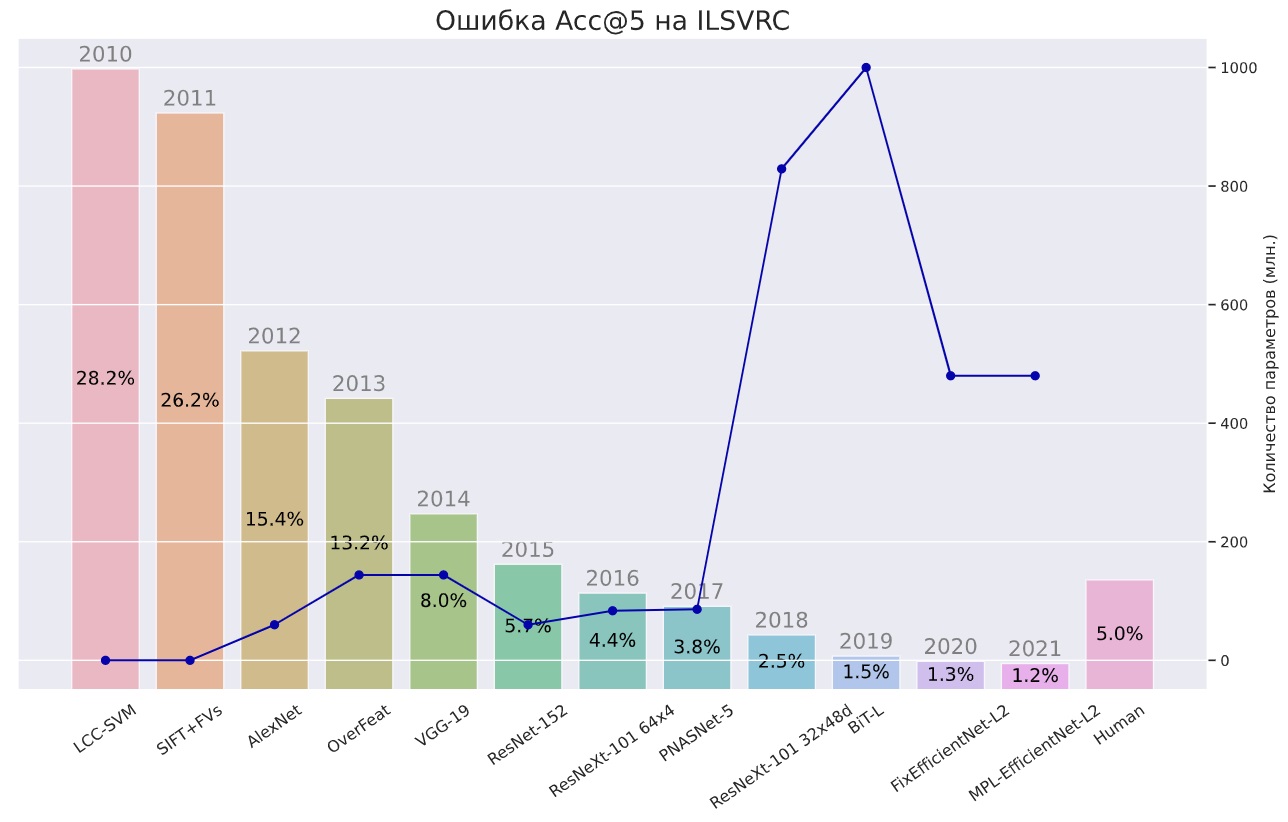 Ошибка Acc@5 на ILSVRC
2010
2011
2012
2013
2014
2015
2016
2017
2018
2019
2020
2021
28.2%
26.2%
15.4%
13.2%
8.0%
5.7%
4.4%
3.8%
2.5%
1.5%
1.3%
1.2%
5.0%
1000
800
600
400
200
0
Количество параметров (млн.)
LCC-SVM
SIFT+FVs
AlexNet
OverFeat
VGG-19
ResNet-152
ResNeXt-101 64x4
PNASNet-5
ResNeXt-101 32x48d
BiT-L
FixEfficientNet-L2
MPL-EfficientNet-L2
Human